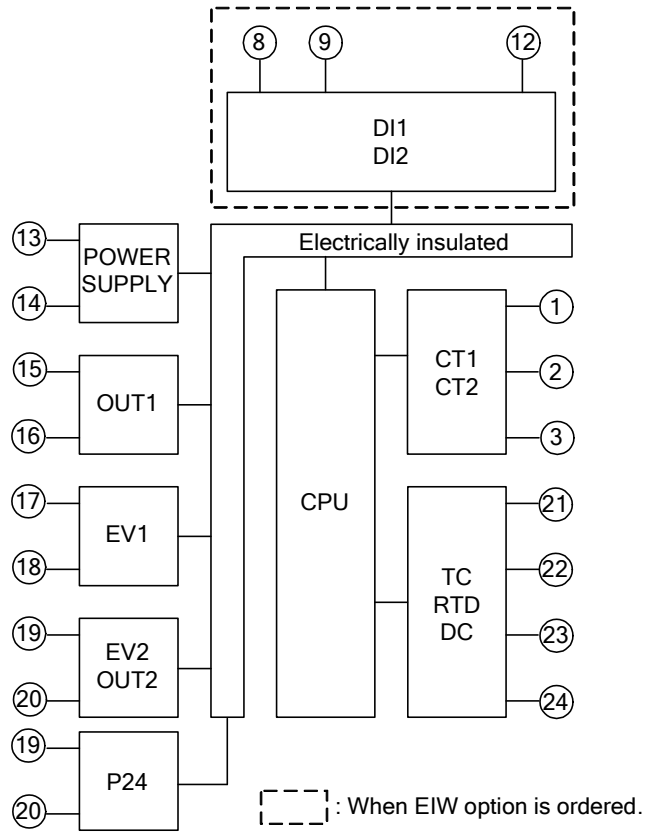 8 9 12
DI1
DI2
Electrically insulated
13
POWER
SUPPLY
14
15
OUT1
16
17
EV1
18
19
EV2
OUT2
20
19
P24
20
CPU
1
CT1
2
CT2
3
21
TC
22
RTD
DC
23
24
: When EIW option is ordered.